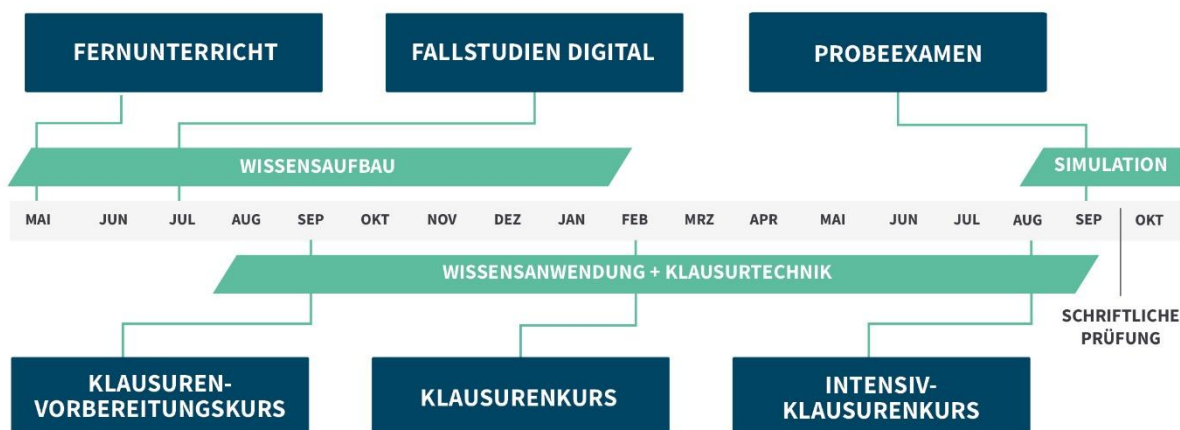 FERNUNTERRICHT
FALLSTUDIEN DIGITAL
PROBEEXAMEN
WISSENSAUFBAU
SIMULATION
MAI JUN JUL AUG SEP OKT NOV DEZ JAN FEB MRZ APR MAI JUN JUL AUG SEP OKT
WISSENSANWENDUNG + KLAUSURTECHNIK
SCHRIFTLICHE
PRÜFUNG
KLAUSUREN-
VORBEREITUNGSKURS
KLAUSURENKURS
INTENSIV-
KLAUSURENKURS